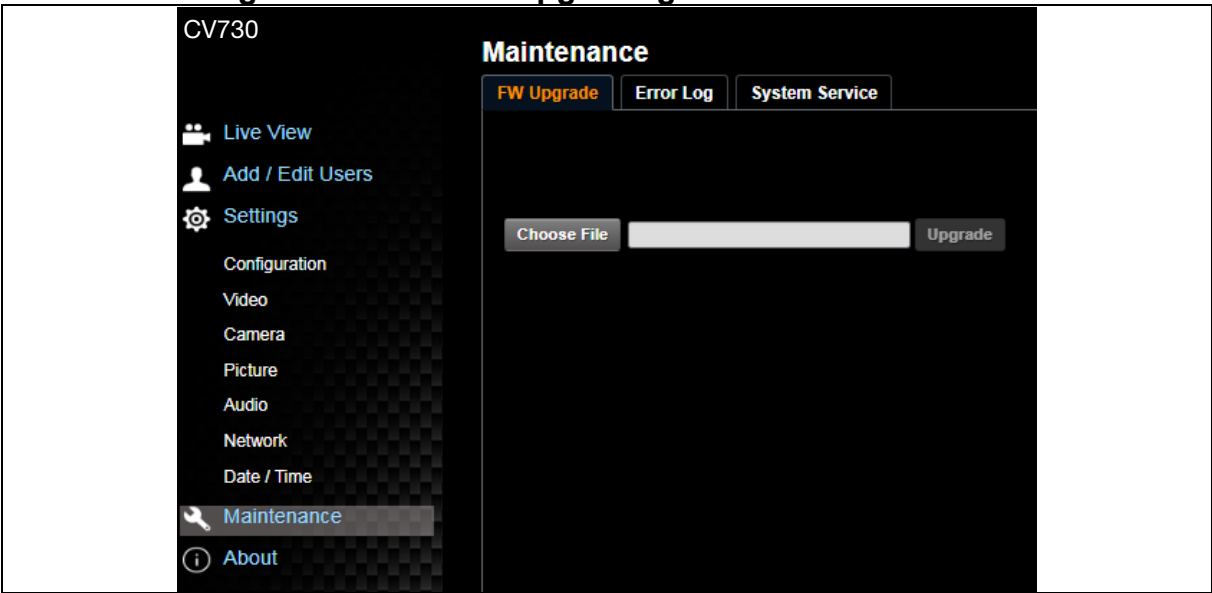 CV730
Maintenance
FW Upgrade Error Log System Service
Live View
Add / Edit Users
Settings
Choose File Upgrade
Configuration
Video
Camera
Picture
Audio
Network
Date / Time
Maintenance
About